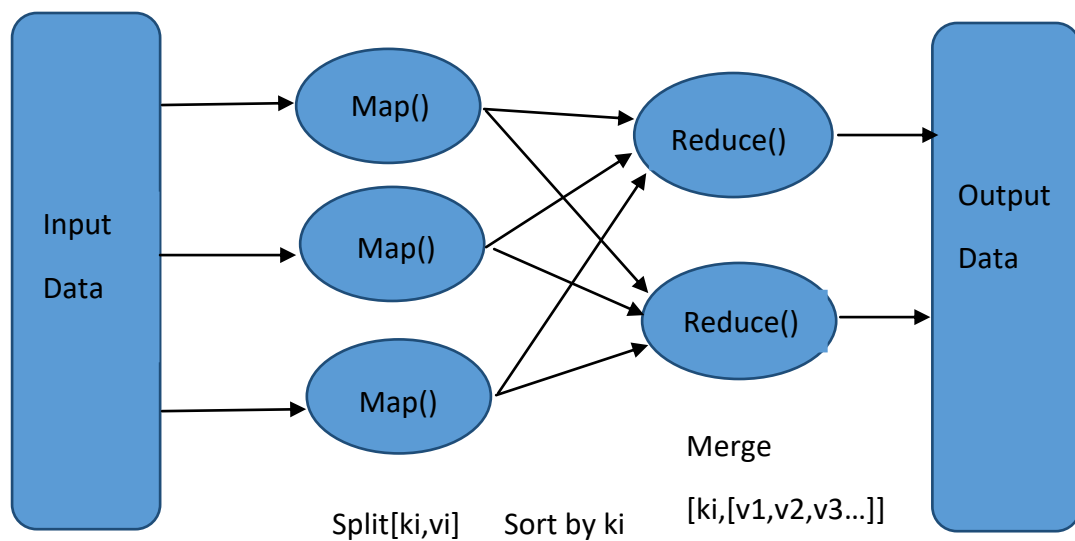 Input
Data
Map()
Map()
Map()
Reduce()
Reduce()
Output
Data
Split[ki,vi]
Sort by ki
Merge
[ki,[v1,v2,v3...]]